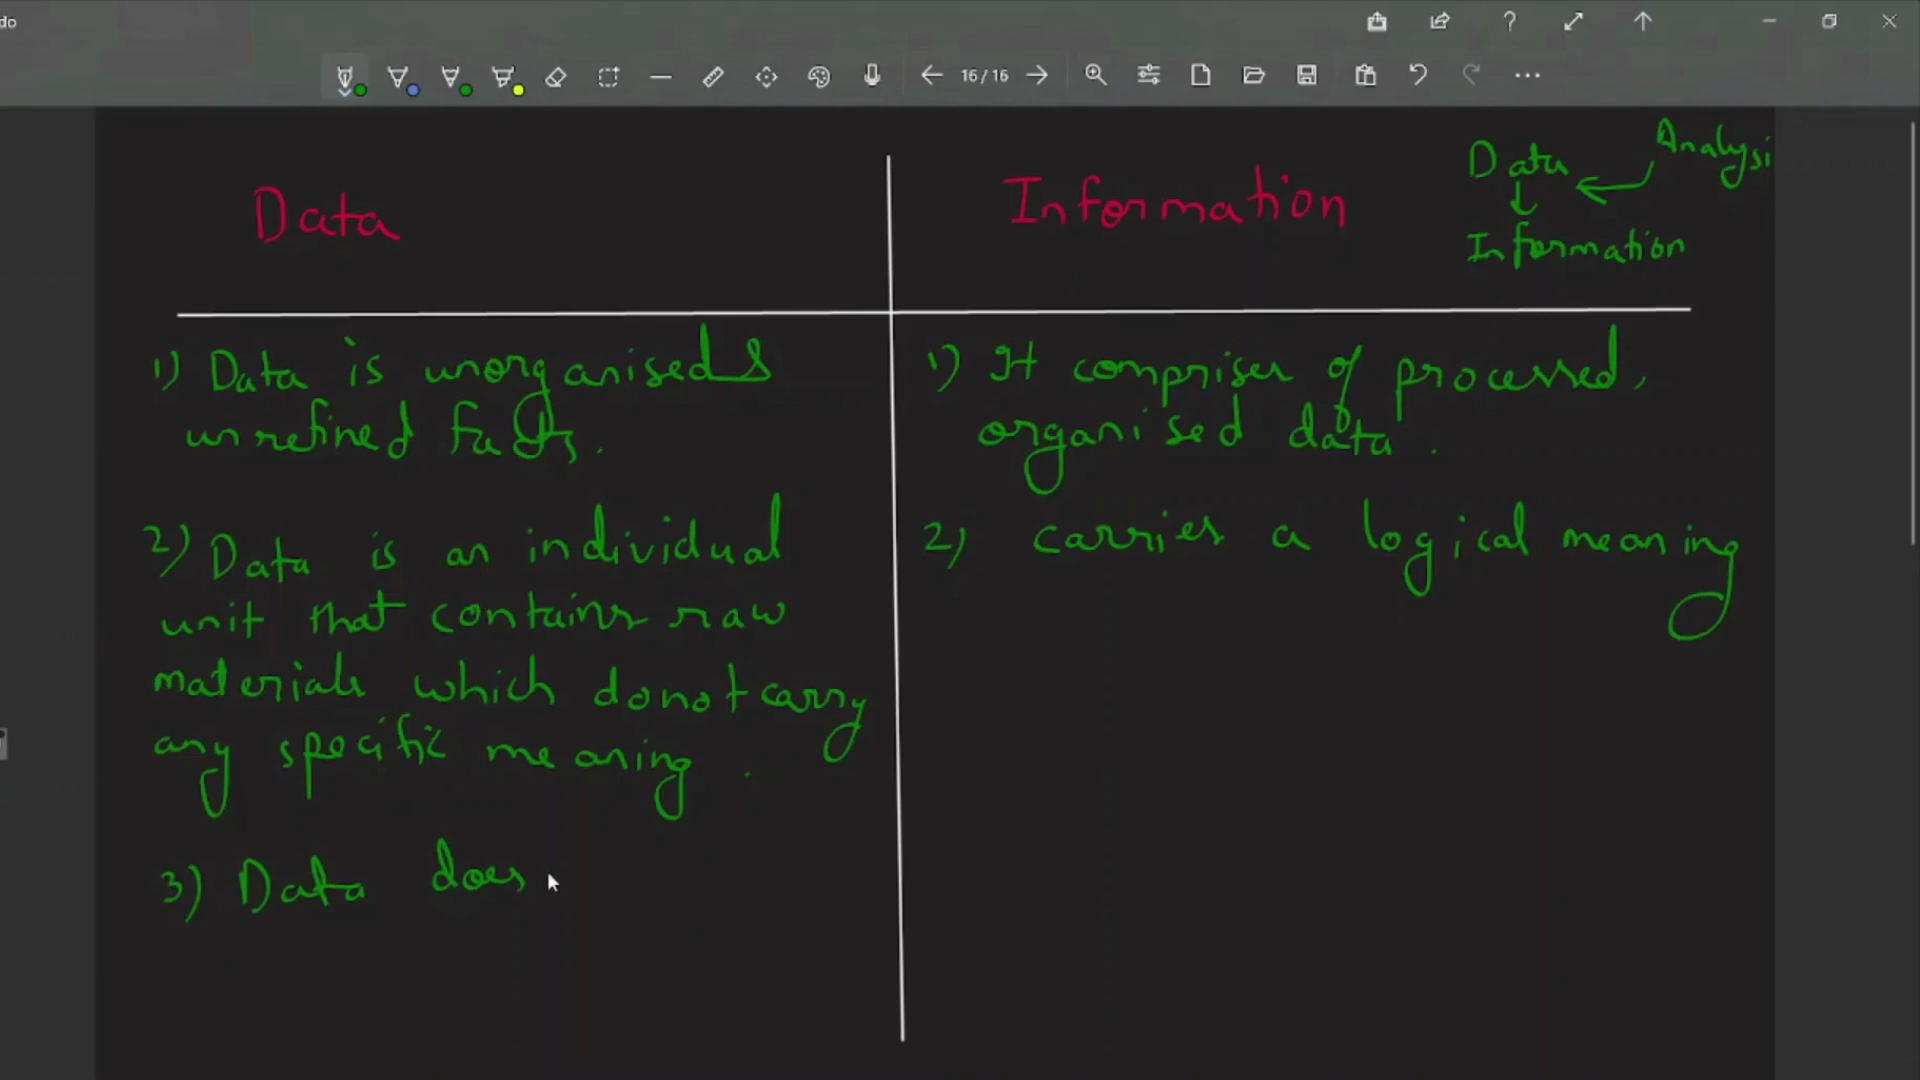 do
16 / 16
Data
Information
Data
Analysi
Information
1) Data is unorganised &
unrefined facts.
2) Data is an individual
unit that contains raw
materials which donot carry
any specific meaning .
3) Data does
1) It comprises of processed,
organised data .
2) carries a logical meaning